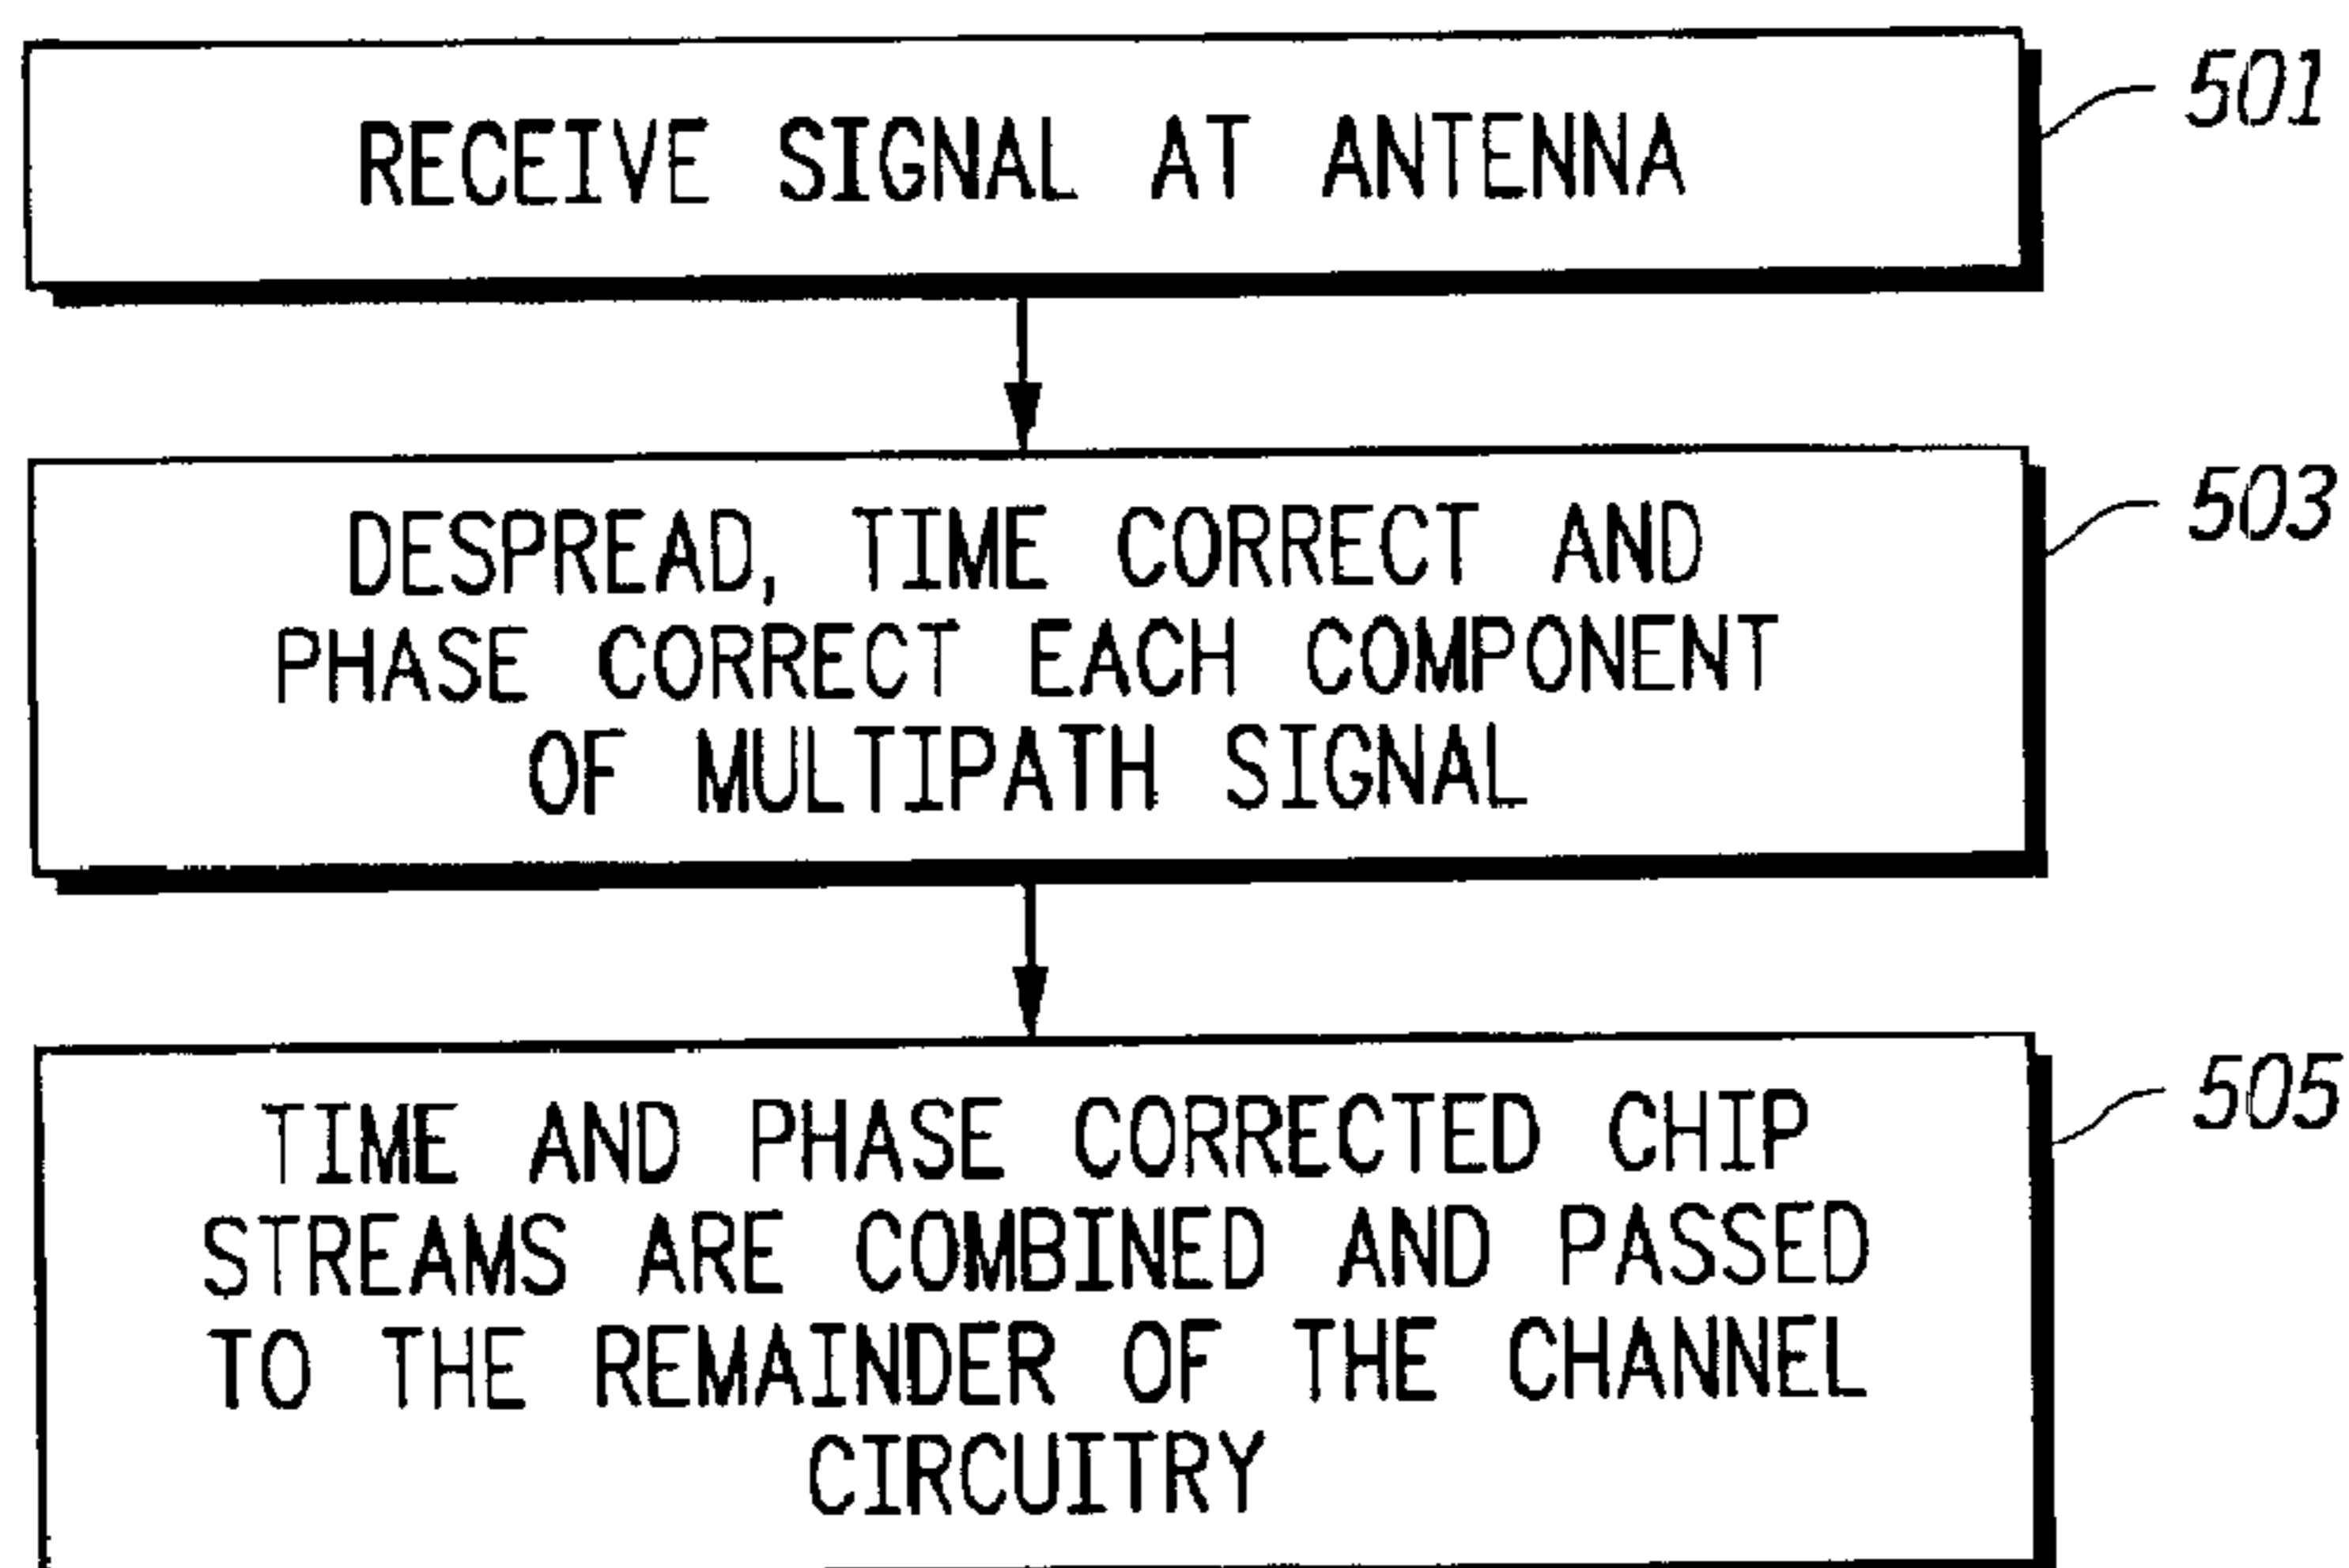 501
RECEIVE SIGNAL AT ANTENNA
503
DESPREAD, TIME CORRECT AND
PHASE CORRECT EACH COMPONENT
OF MULTIPATH SIGNAL
505
TIME AND PHASE CORRECTED CHIP
STREAMS ARE COMBINED AND PASSED
TO THE REMAINDER OF THE CHANNEL
CIRCUITRY